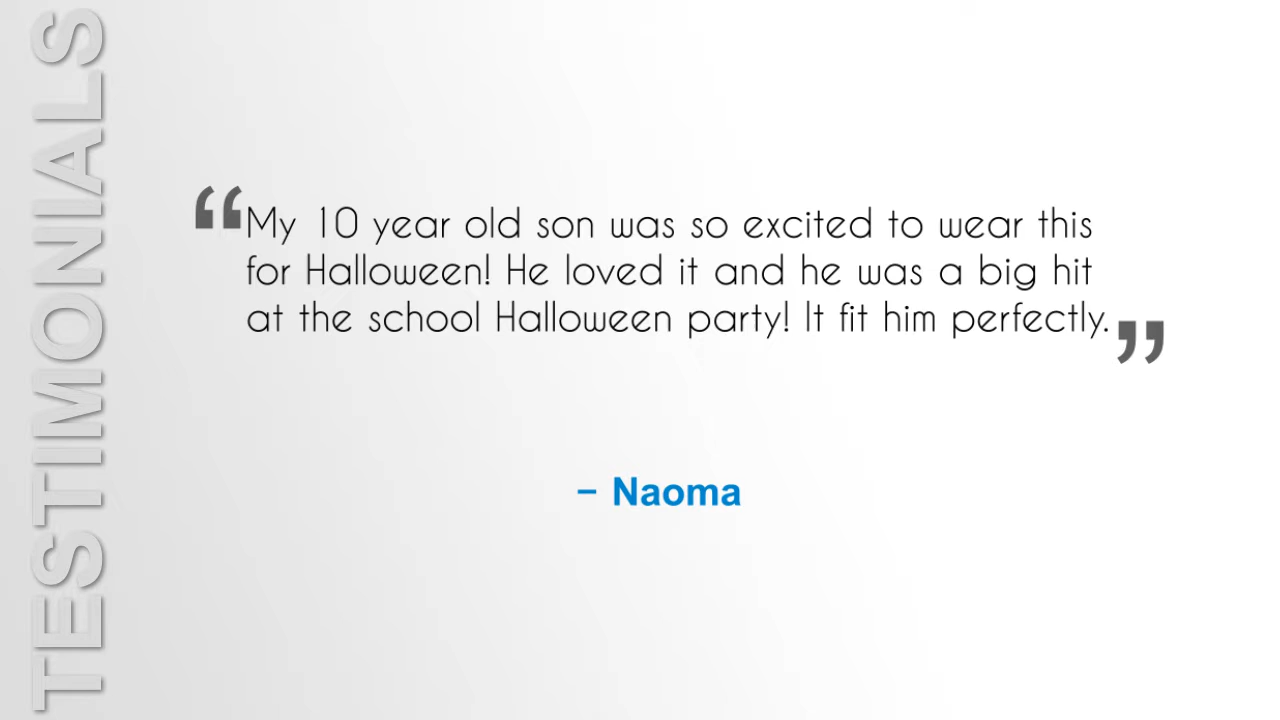 TESTIMONIALS
“My 10 year old son was so excited to wear this
for Halloween! He loved it and he was a big hit
at the school Halloween party! It fit him perfectly.”
– Naoma